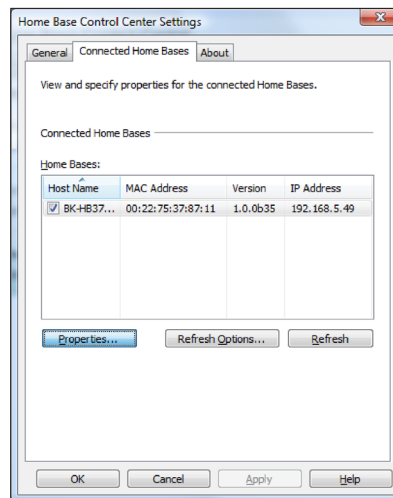 Home Base Control Center Settings
General Connected Home Bases About
View and specify properties for the connected Home Bases.
Connected Home Bases
Home Bases:
Host Name MAC Address Version IP Address
BK-HB37... 00:22:75:37:87:11 1.0.0b35 192.168.5.49
Properties... Refresh Options... Refresh
OK Cancel Apply Help